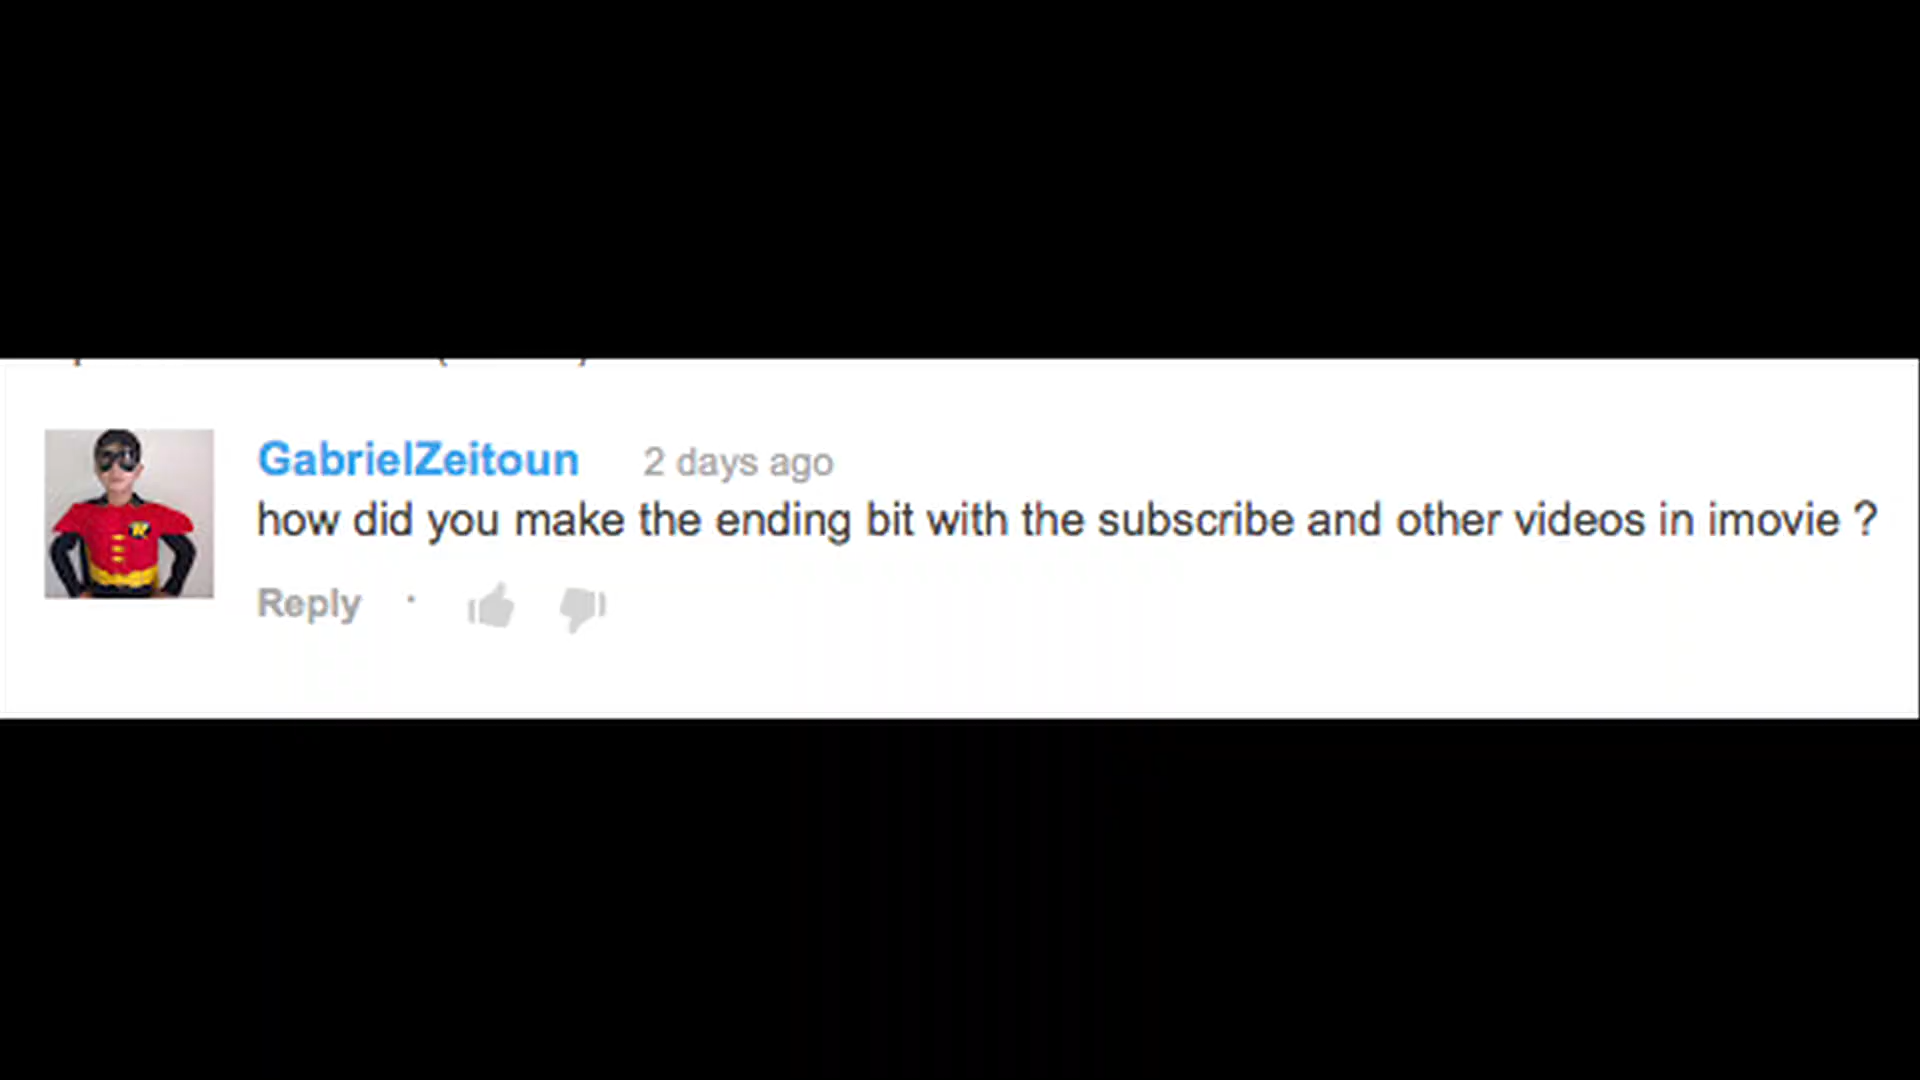 GabrielZeitoun 2 days ago
how did you make the ending bit with the subscribe and other videos in imovie ?
Reply ·